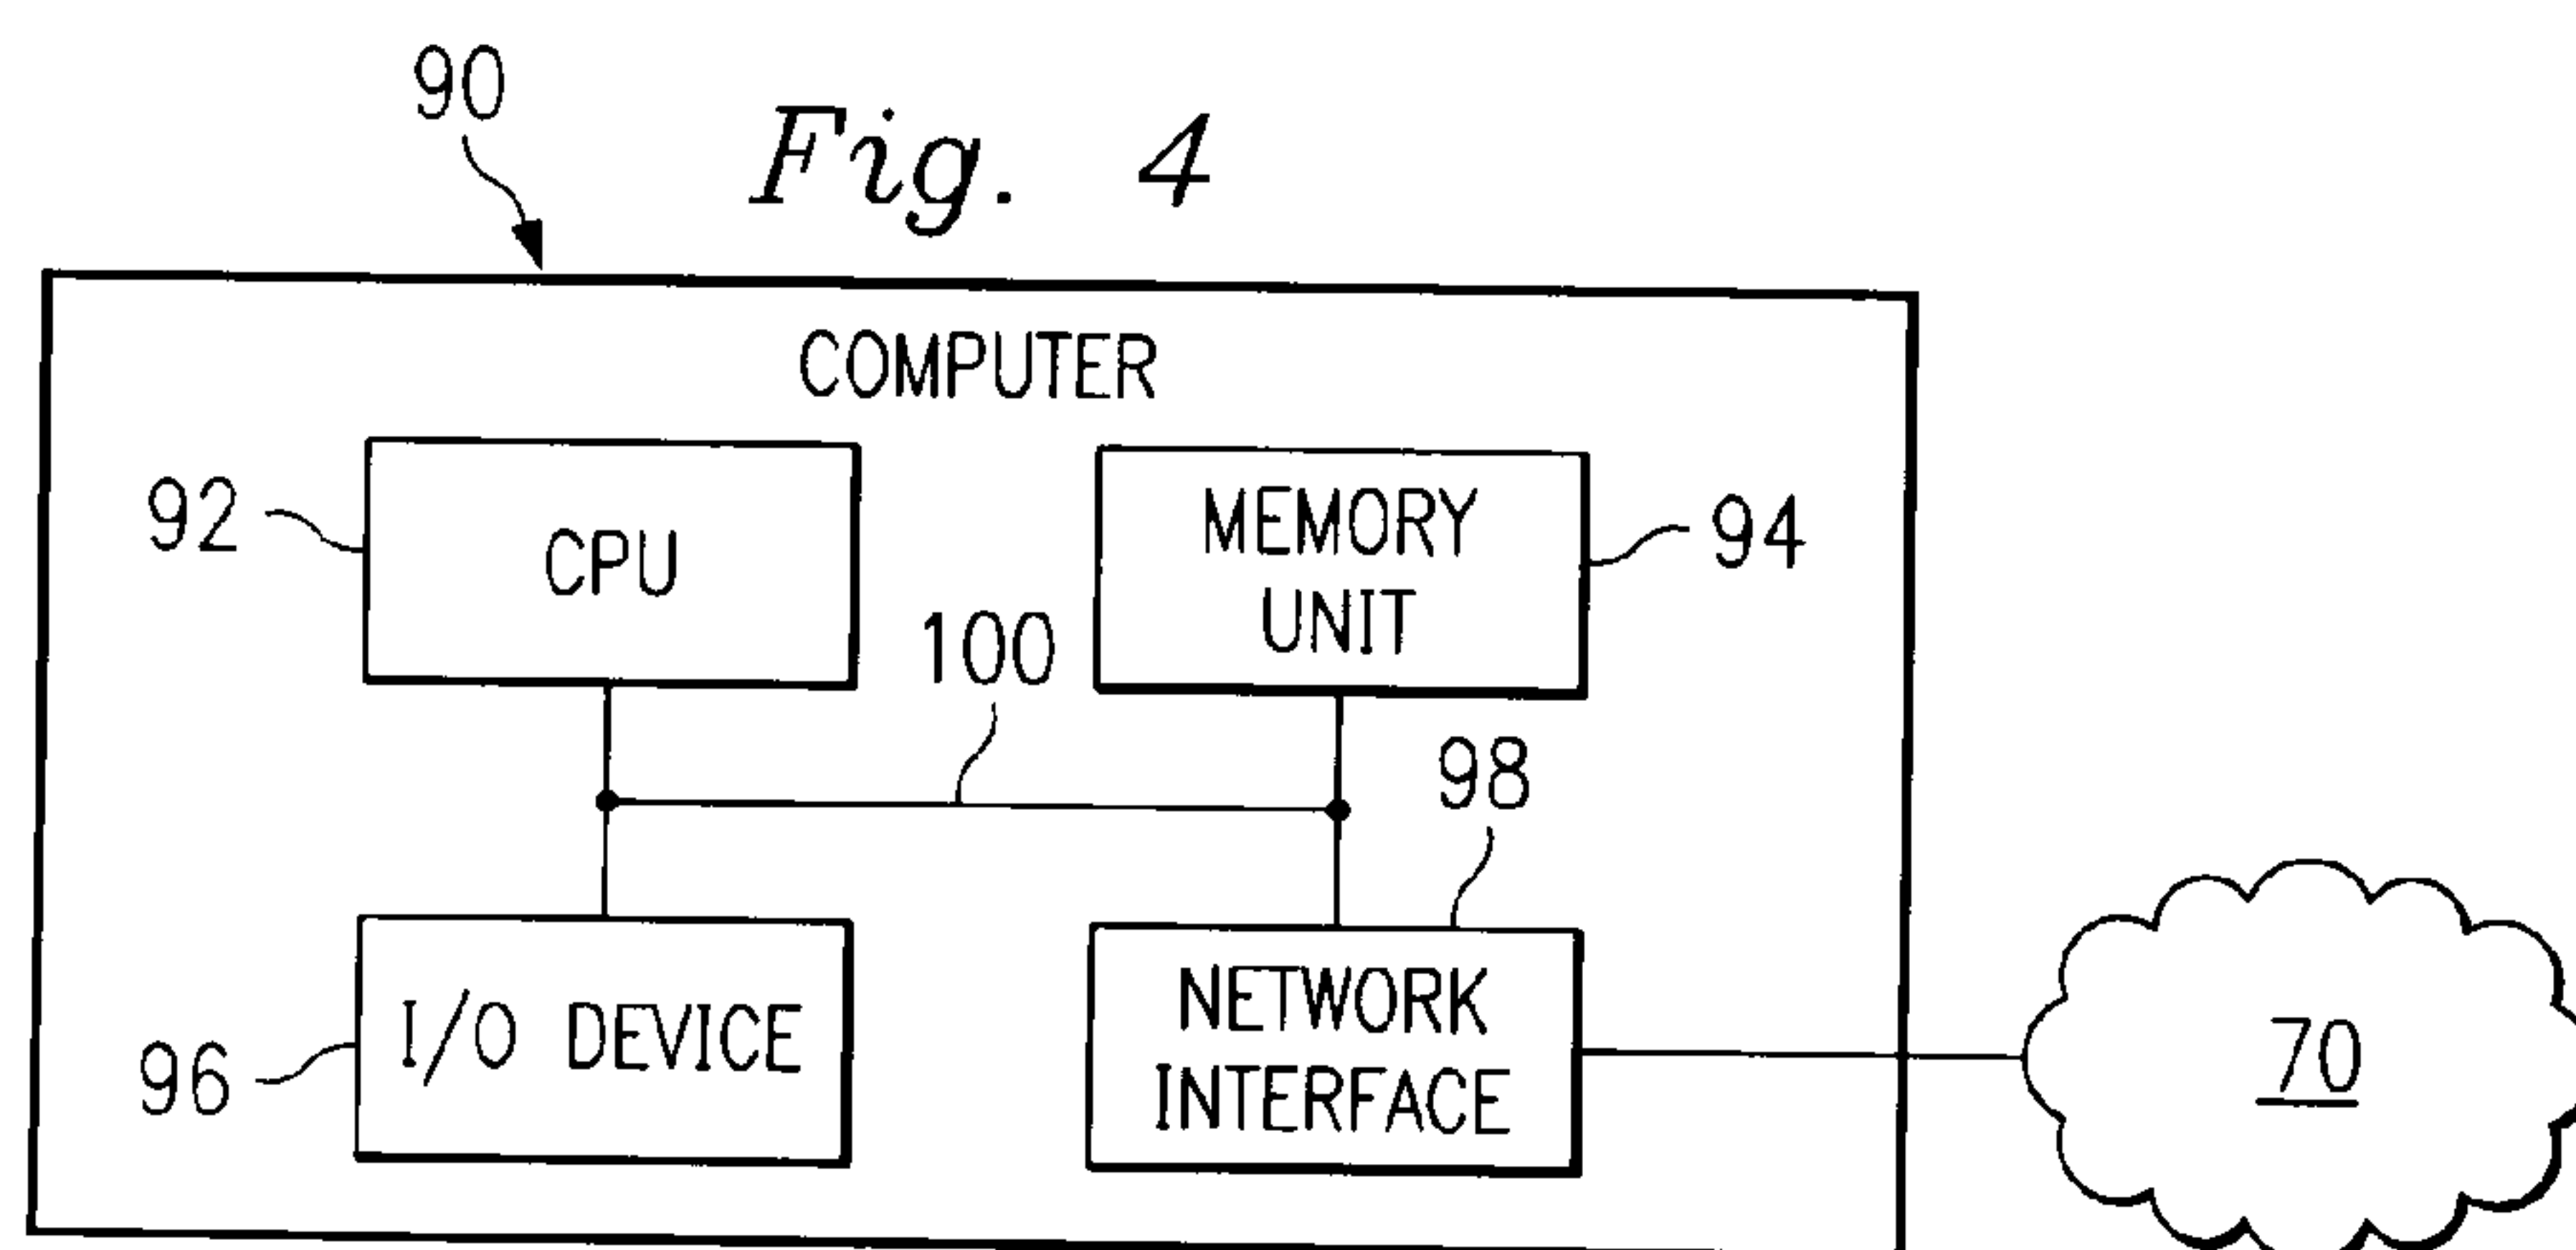 90
Fig. 4
COMPUTER
92
CPU
MEMORY
UNIT
94
100
98
96
I/O DEVICE
NETWORK
INTERFACE
70